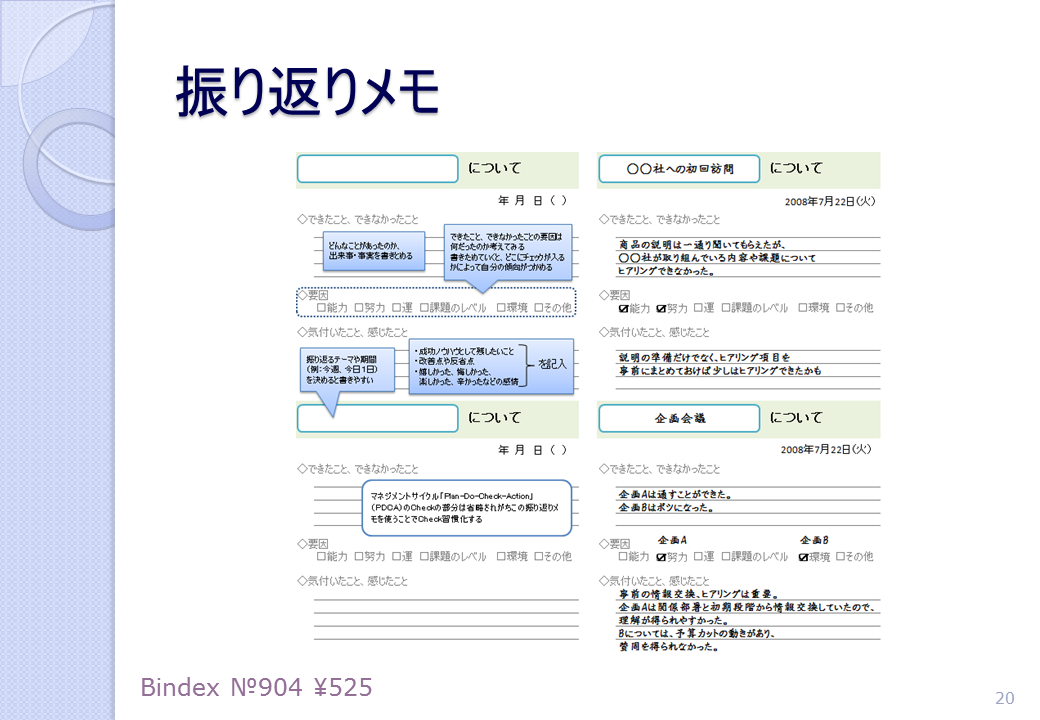 振り返りメモ
について
年 月 日 ( )
◇できたこと、できなかったこと
どんなことがあったのか、
出来事・事実を書きとめる
できたこと、できなかったことの要因は
何だったのか考えてみる
書きためていくと、どこにチェックが入る
かによって自分の傾向がつかめる
◇要因
□能力 □努力 □運 □課題のレベル □環境 □その他
◇気付いたこと、感じたこと
振り返るテーマや期間
(例:今週、今日1日)
を決めると書きやすい
・成功ノウハウとして残したいこと
・改善点や反省点
・嬉しかった、悔しかった、
楽しかった、辛かったなどの感情
を記入
〇〇社への初回訪問 について
2008年7月22日(火)
◇できたこと、できなかったこと
商品の説明は一通り聞いてもらえたが、
〇〇社が取り組んでいる内容や課題について
ヒアリングできなかった。
◇要因
☑能力 ☑努力 □運 □課題のレベル □環境 □その他
◇気付いたこと、感じたこと
説明の準備だけでなく、ヒアリング項目を
事前にまとめておけば少しはヒアリングできたかも
について
年 月 日 ( )
◇できたこと、できなかったこと
マネジメントサイクル「Plan-Do-Check-Action」
(PDCA)のCheckの部分は省略されがちこの振り返りメ
モを使うことでCheck習慣化する
◇要因
□能力 □努力 □運 □課題のレベル □環境 □その他
◇気付いたこと、感じたこと
企画会議 について
2008年7月22日(火)
◇できたこと、できなかったこと
企画Aは通すことができた。
企画Bはボツになった。
企画A 企画B
◇要因
□能力 ☑努力 □運 □課題のレベル ☑環境 □その他
◇気付いたこと、感じたこと
事前の情報交換、ヒアリングは重要。
企画Aは関係部署と初期段階から情報交換していたので、
理解が得られやすかった。
Bについては、予算カットの動きがあり、
賛同を得られなかった。
Bindex №904 ¥525
20